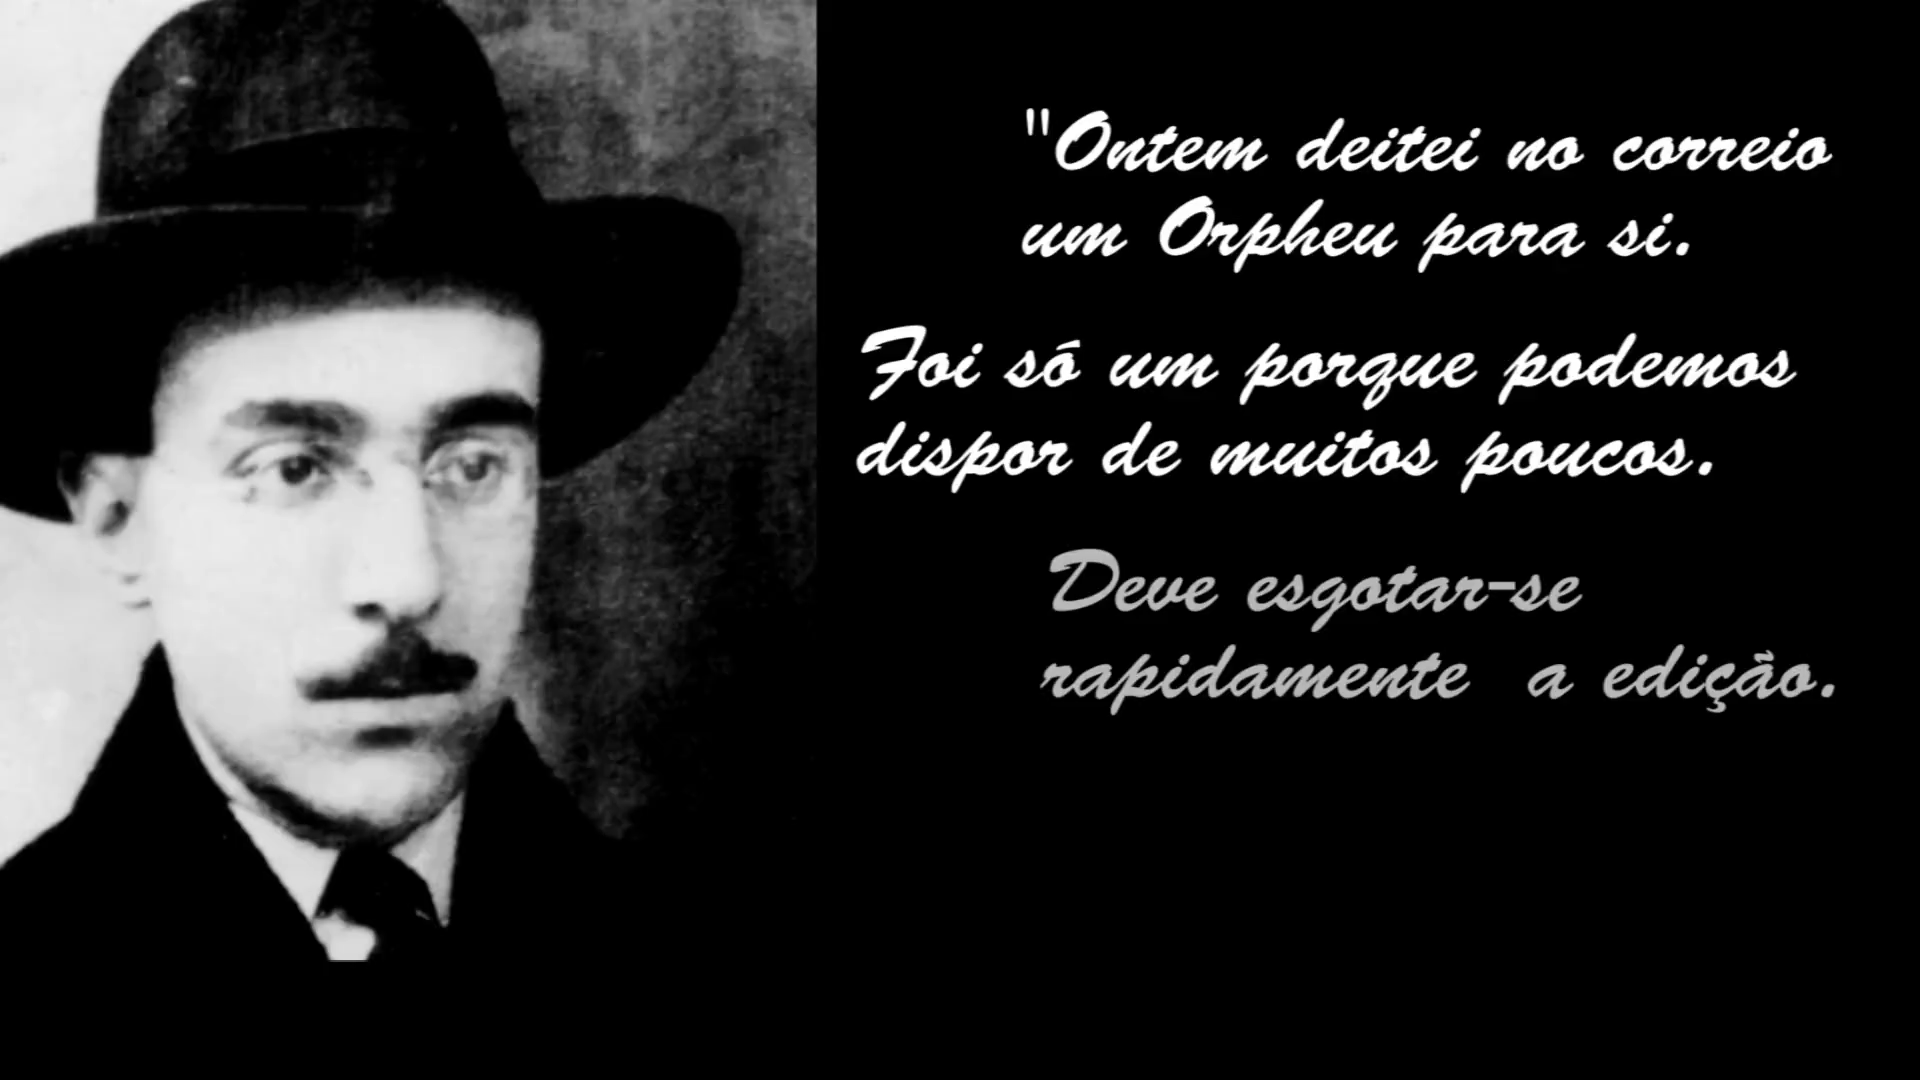 "Ontem deitei no correio
um Orpheu para si.
Foi só um porque podemos
dispor de muitos poucos.
Deve esgotar-se
rapidamente a edição.